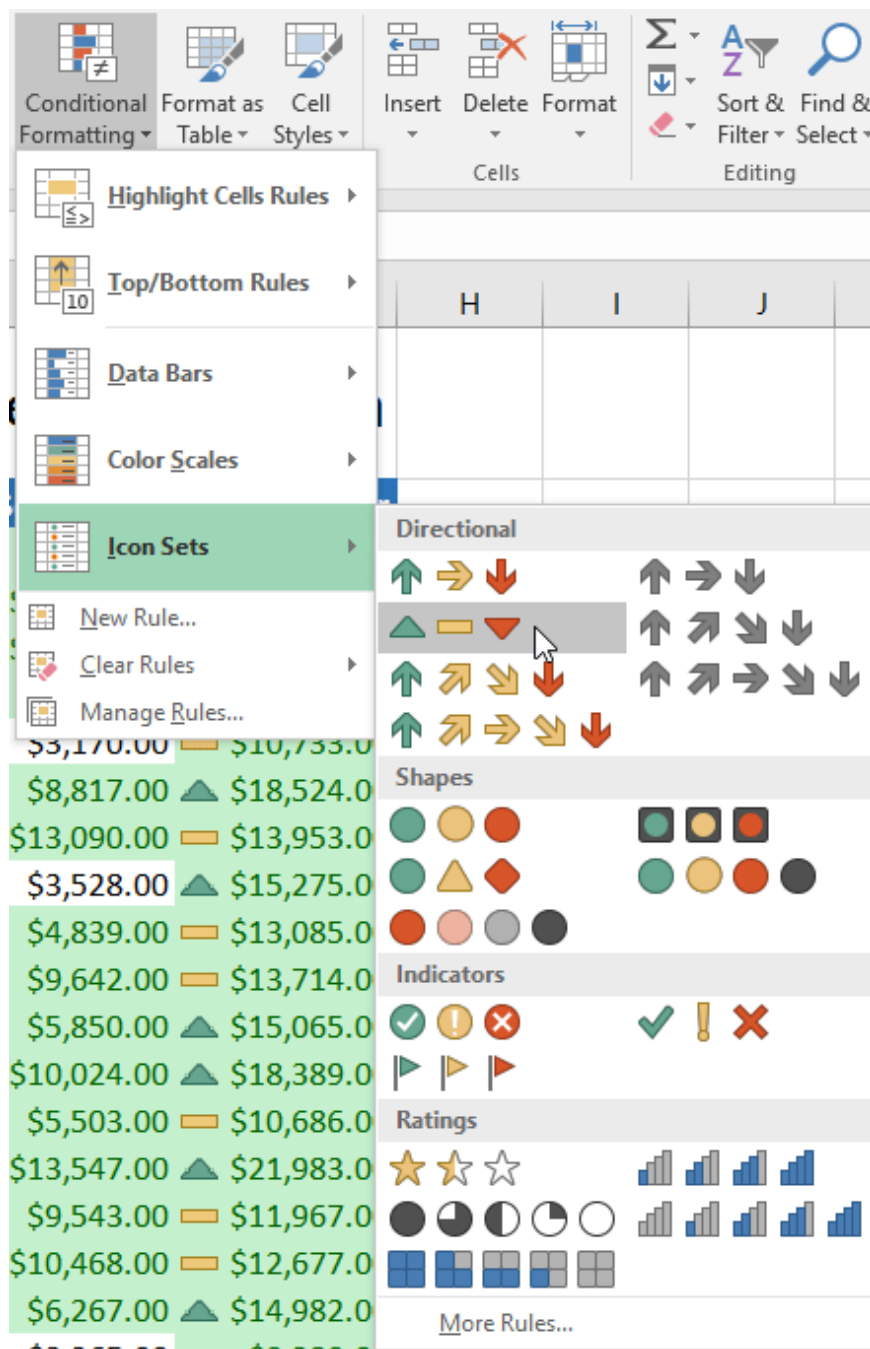 Conditional Formatting
Format as Table
Cell Styles
Insert
Delete
Format
Sort & Filter
Find & Select
Cells
Editing
Highlight Cells Rules
Top/Bottom Rules
Data Bars
Color Scales
Icon Sets
New Rule...
Clear Rules
Manage Rules...
H I J
Directional
Shapes
Indicators
Ratings
More Rules...
$3,170.00 $10,733.0
$8,817.00 $18,524.0
$13,090.00 $13,953.0
$3,528.00 $15,275.0
$4,839.00 $13,085.0
$9,642.00 $13,714.0
$5,850.00 $15,065.0
$10,024.00 $18,389.0
$5,503.00 $10,686.0
$13,547.00 $21,983.0
$9,543.00 $11,967.0
$10,468.00 $12,677.0
$6,267.00 $14,982.0